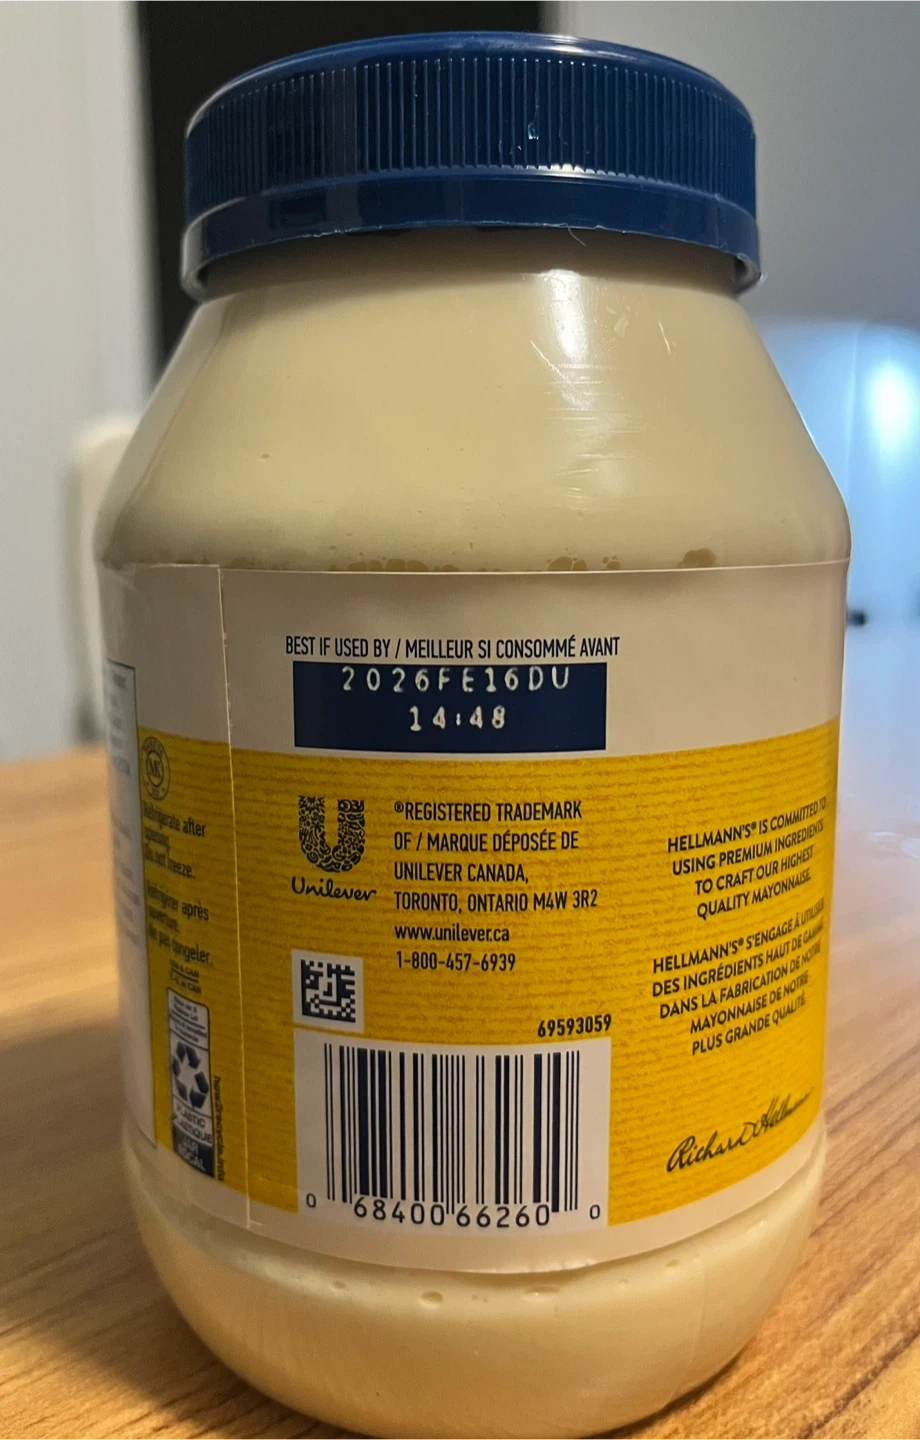 BEST IF USED BY / MEILLEUR SI CONSOMMÉ AVANT
2026FE16DU
14:48
MK
Refrigerate after
opening.
Do not freeze.
Réfrigérer après
ouverture.
Ne pas congeler.
Unilever
®REGISTERED TRADEMARK
OF / MARQUE DÉPOSÉE DE
UNILEVER CANADA,
TORONTO, ONTARIO M4W 3R2
www.unilever.ca
1-800-457-6939
69593059
0 68400 66260 0
HELLMANN'S® IS COMMITTED TO
USING PREMIUM INGREDIENTS
TO CRAFT OUR HIGHEST
QUALITY MAYONNAISE.
HELLMANN'S® S'ENGAGE À UTILISER
DES INGRÉDIENTS HAUT DE GAMME
DANS LA FABRICATION DE NOTRE
MAYONNAISE DE NOTRE
PLUS GRANDE QUALITÉ.
Richard Hellmann
PLASTIC